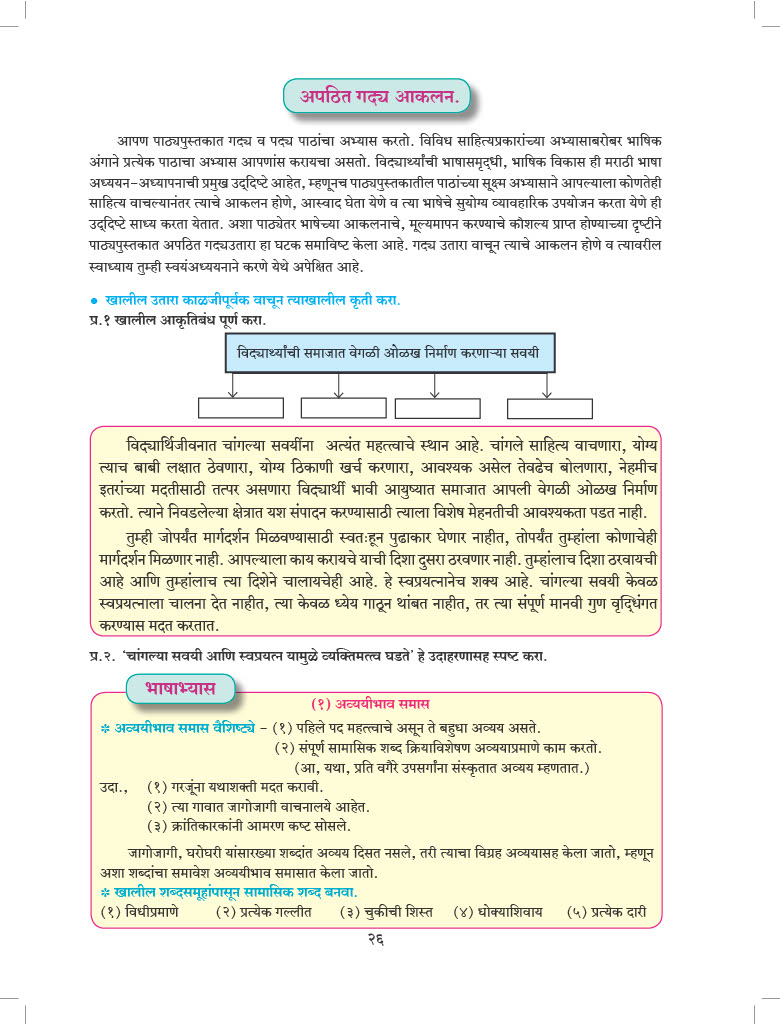 अपठित गद्य आकलन.
आपण पाठ्यपुस्तकात गद्य व पद्य पाठांचा अभ्यास करतो. विविध साहित्यप्रकारांच्या अभ्यासाबरोबर भाषिक
अंगाने प्रत्येक पाठाचा अभ्यास आपणांस करायचा असतो. विद्यार्थ्यांची भाषासमृद्धी, भाषिक विकास ही मराठी भाषा
अध्ययन-अध्यापनाची प्रमुख उद्दिष्टे आहेत, म्हणूनच पाठ्यपुस्तकातील पाठांच्या सूक्ष्म अभ्यासाने आपल्याला कोणतेही
साहित्य वाचल्यानंतर त्याचे आकलन होणे, आस्वाद घेता येणे व त्या भाषेचे सुयोग्य व्यावहारिक उपयोजन करता येणे ही
उद्दिष्टे साध्य करता येतात. अशा पाठ्येतर भाषेच्या आकलनाचे, मूल्यमापन करण्याचे कौशल्य प्राप्त होण्याच्या दृष्टीने
पाठ्यपुस्तकात अपठित गद्यउतारा हा घटक समाविष्ट केला आहे. गद्य उतारा वाचून त्याचे आकलन होणे व त्यावरील
स्वाध्याय तुम्ही स्वयंअध्ययनाने करणे येथे अपेक्षित आहे.
• खालील उतारा काळजीपूर्वक वाचून त्याखालील कृती करा.
प्र.१ खालील आकृतिबंध पूर्ण करा.
विद्यार्थ्यांची समाजात वेगळी ओळख निर्माण करणाऱ्या सवयी
विद्यार्थिजीवनात चांगल्या सवयींना अत्यंत महत्त्वाचे स्थान आहे. चांगले साहित्य वाचणारा, योग्य
त्याच बाबी लक्षात ठेवणारा, योग्य ठिकाणी खर्च करणारा, आवश्यक असेल तेवढेच बोलणारा, नेहमीच
इतरांच्या मदतीसाठी तत्पर असणारा विद्यार्थी भावी आयुष्यात समाजात आपली वेगळी ओळख निर्माण
करतो. त्याने निवडलेल्या क्षेत्रात यश संपादन करण्यासाठी त्याला विशेष मेहनतीची आवश्यकता पडत नाही.
तुम्ही जोपर्यंत मार्गदर्शन मिळवण्यासाठी स्वतःहून पुढाकार घेणार नाहीत, तोपर्यंत तुम्हांला कोणाचेही
मार्गदर्शन मिळणार नाही. आपल्याला काय करायचे याची दिशा दुसरा ठरवणार नाही. तुम्हांलाच दिशा ठरवायची
आहे आणि तुम्हांलाच त्या दिशेने चालायचेही आहे. हे स्वप्रयत्नानेच शक्य आहे. चांगल्या सवयी केवळ
स्वप्रयत्नाला चालना देत नाहीत, त्या केवळ ध्येय गाठून थांबत नाहीत, तर त्या संपूर्ण मानवी गुण वृद्धिंगत
करण्यास मदत करतात.
प्र.२. ‘चांगल्या सवयी आणि स्वप्रयत्न यामुळे व्यक्तिमत्त्व घडते’ हे उदाहरणासह स्पष्ट करा.
भाषाभ्यास
(१) अव्ययीभाव समास
❉ अव्ययीभाव समास वैशिष्ट्ये – (१) पहिले पद महत्त्वाचे असून ते बहुधा अव्यय असते.
(२) संपूर्ण सामासिक शब्द क्रियाविशेषण अव्ययाप्रमाणे काम करतो.
(आ, यथा, प्रति वगैरे उपसर्गांना संस्कृतात अव्यय म्हणतात.)
उदा., (१) गरजूंना यथाशक्ती मदत करावी.
(२) त्या गावात जागोजागी वाचनालये आहेत.
(३) क्रांतिकारकांनी आमरण कष्ट सोसले.
जागोजागी, घरोघरी यांसारख्या शब्दांत अव्यय दिसत नसले, तरी त्याचा विग्रह अव्ययासह केला जातो, म्हणून
अशा शब्दांचा समावेश अव्ययीभाव समासात केला जातो.
❉ खालील शब्दसमूहांपासून सामासिक शब्द बनवा.
(१) विधीप्रमाणे (२) प्रत्येक गल्लीत (३) चुकीची शिस्त (४) धोक्याशिवाय (५) प्रत्येक दारी
२६